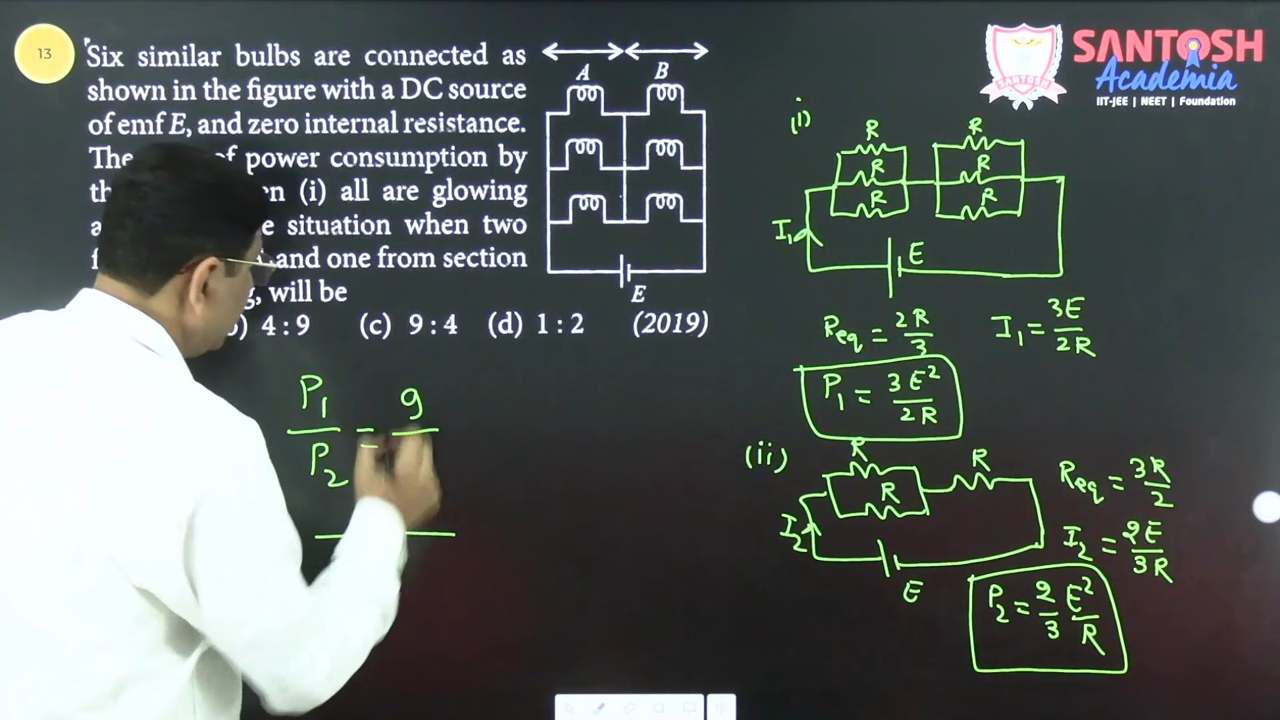 13
Six similar bulbs are connected as
shown in the figure with a DC source
of emf E, and zero internal resistance.
The of power consumption by
th n (i) all are glowing
a e situation when two
f and one from section
g, will be
b) 4 : 9 (c) 9 : 4 (d) 1 : 2 (2019)
A B
E
SANTOSH
Academia
IIT-JEE | NEET | Foundation
(i)
R R
R R
R R
I₁
E
Req = 2R/3 I₁ = 3E/2R
P₁ = 3E²/2R
P₁/P₂ = 9
(ii)
R R
R
I₂
E
Req = 3R/2
I₂ = 2E/3R
P₂ = 2/3 E²/R